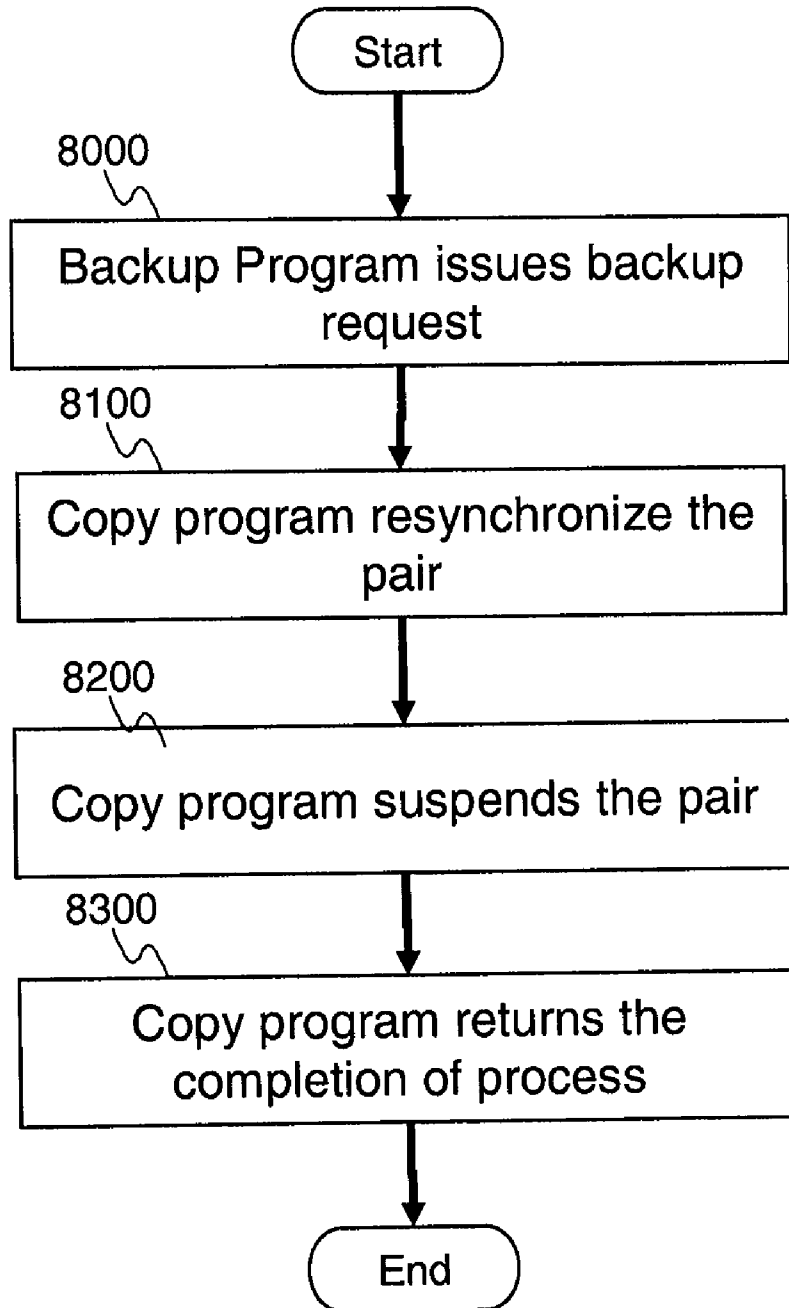 Start
8000
Backup Program issues backup
request
8100
Copy program resynchronize the
pair
8200
Copy program suspends the pair
8300
Copy program returns the
completion of process
End